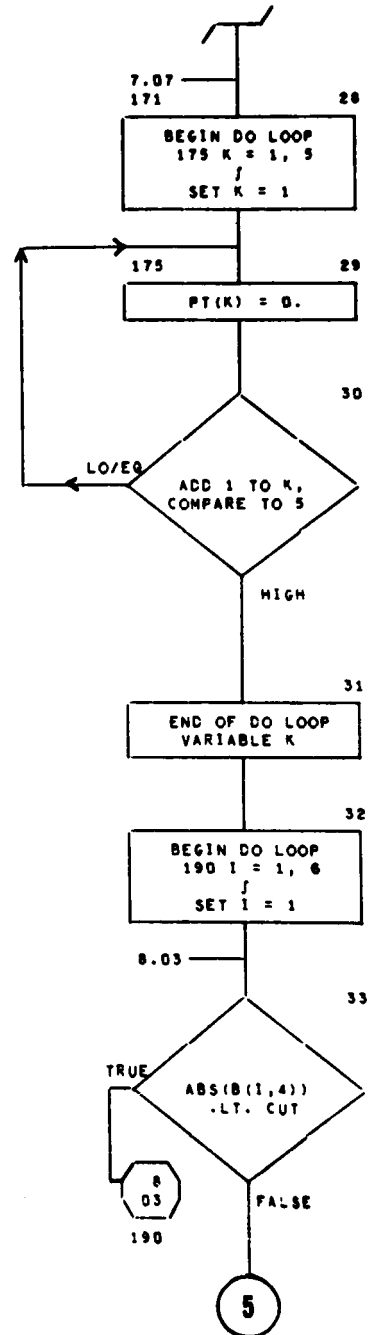 7.07
171 28
BEGIN DO LOOP
175 K = 1, 5
∫
SET K = 1
175 29
PT(K) = 0.
30
LO/EQ
ADD 1 TO K,
COMPARE TO 5
HIGH
31
END OF DO LOOP
VARIABLE K
32
BEGIN DO LOOP
190 I = 1, 6
∫
SET I = 1
8.03
33
TRUE
ABS(B(I,4))
.LT. CUT
8
03
190
FALSE
5